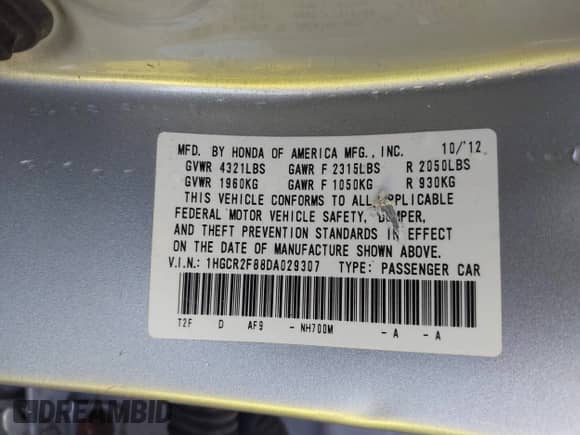 MFD. BY HONDA OF AMERICA MFG., INC. 10/'12
GVWR 4321LBS GAWR F 2315LBS R 2050LBS
GVWR 1960KG GAWR F 1050KG R 930KG
THIS VEHICLE CONFORMS TO ALL APPLICABLE
FEDERAL MOTOR VEHICLE SAFETY, BUMPER,
AND THEFT PREVENTION STANDARDS IN EFFECT
ON THE DATE OF MANUFACTURE SHOWN ABOVE.
V.I.N.: 1HGCR2F88DA029307 TYPE: PASSENGER CAR
T2F D AF9 - NH700M - A - A
DREAMBID